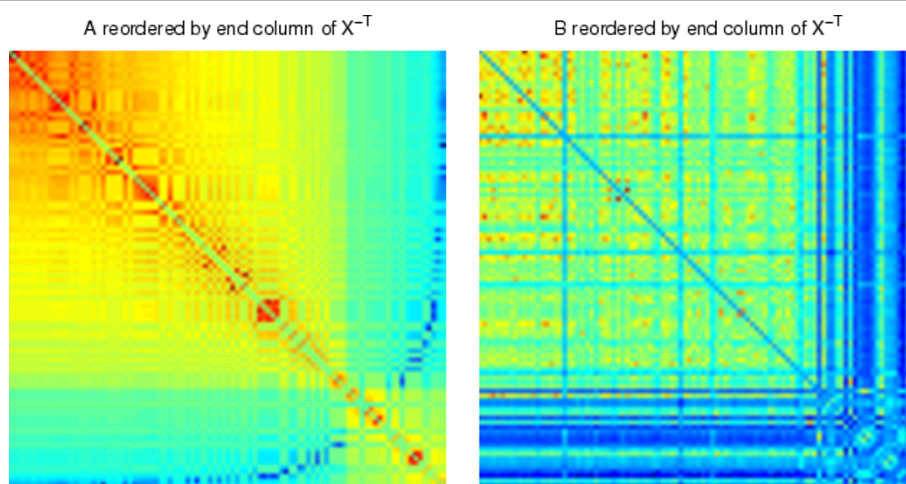 A reordered by end column of X⁻ᵀ
B reordered by end column of X⁻ᵀ